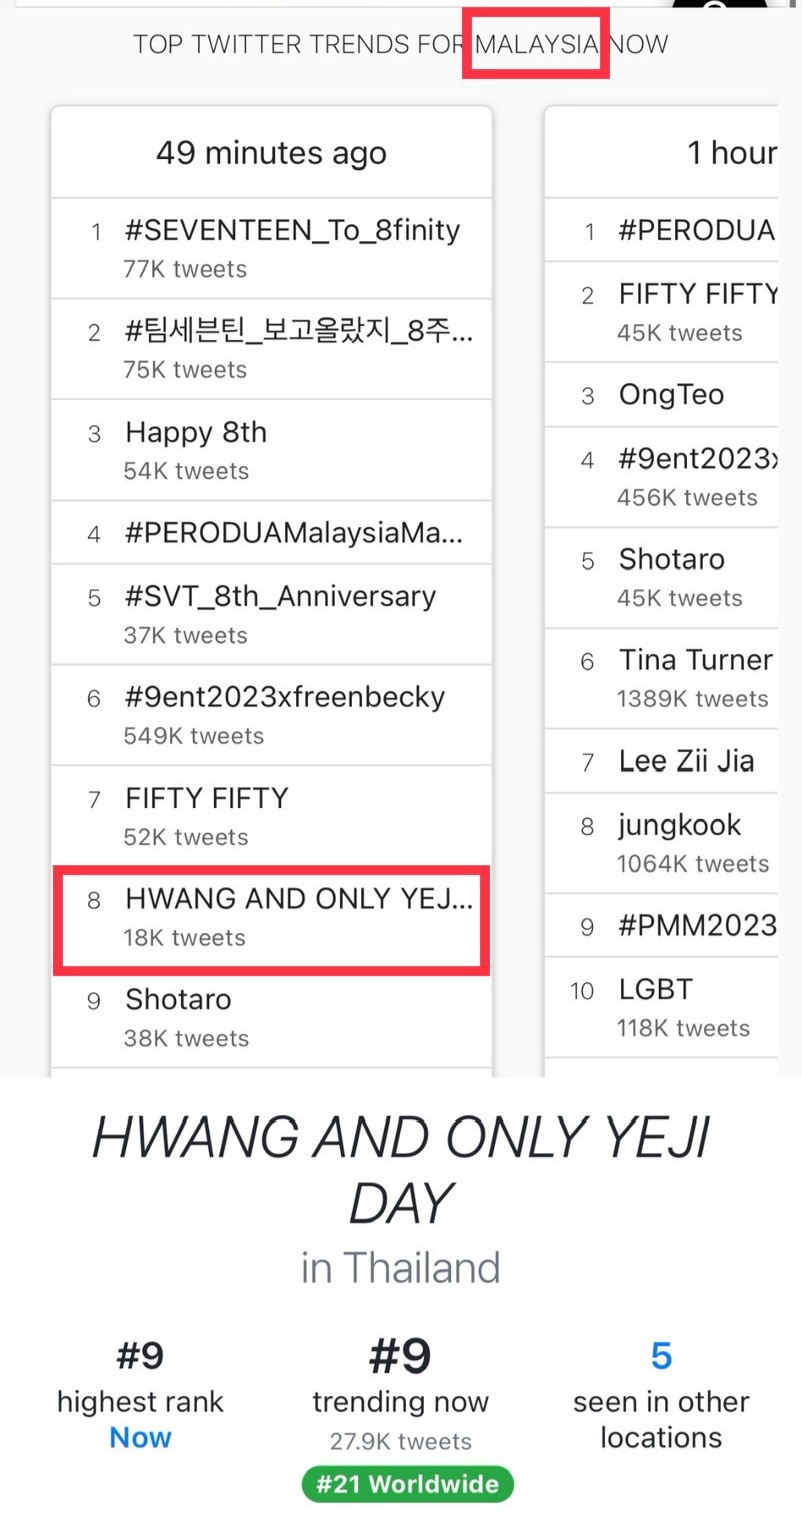 TOP TWITTER TRENDS FOR MALAYSIA NOW
49 minutes ago
1 #SEVENTEEN_To_8finity
77K tweets
2 #팀세븐틴_보고올랐지_8주...
75K tweets
3 Happy 8th
54K tweets
4 #PERODUAMalaysiaMa...
5 #SVT_8th_Anniversary
37K tweets
6 #9ent2023xfreenbecky
549K tweets
7 FIFTY FIFTY
52K tweets
8 HWANG AND ONLY YEJ...
18K tweets
9 Shotaro
38K tweets
1 hour
1 #PERODUA
2 FIFTY FIFTY
45K tweets
3 OngTeo
4 #9ent2023x
456K tweets
5 Shotaro
45K tweets
6 Tina Turner
1389K tweets
7 Lee Zii Jia
8 jungkook
1064K tweets
9 #PMM2023
10 LGBT
118K tweets
HWANG AND ONLY YEJI
DAY
in Thailand
#9
highest rank
Now
#9
trending now
27.9K tweets
#21 Worldwide
5
seen in other
locations